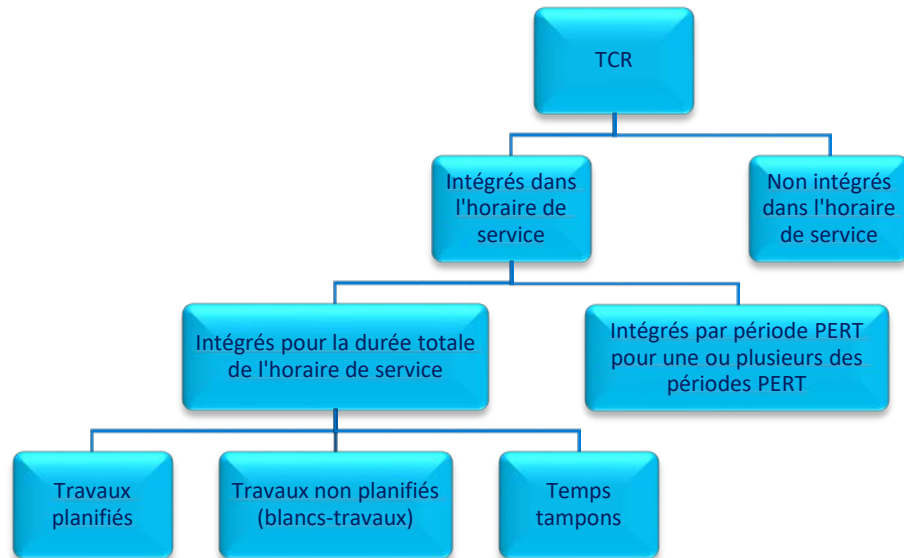 TCR
Intégrés dans
l'horaire de
service
Non intégrés
dans l'horaire
de service
Intégrés pour la durée totale
de l'horaire de service
Intégrés par période PERT
pour une ou plusieurs des
périodes PERT
Travaux
planifiés
Travaux non planifiés
(blancs-travaux)
Temps
tampons